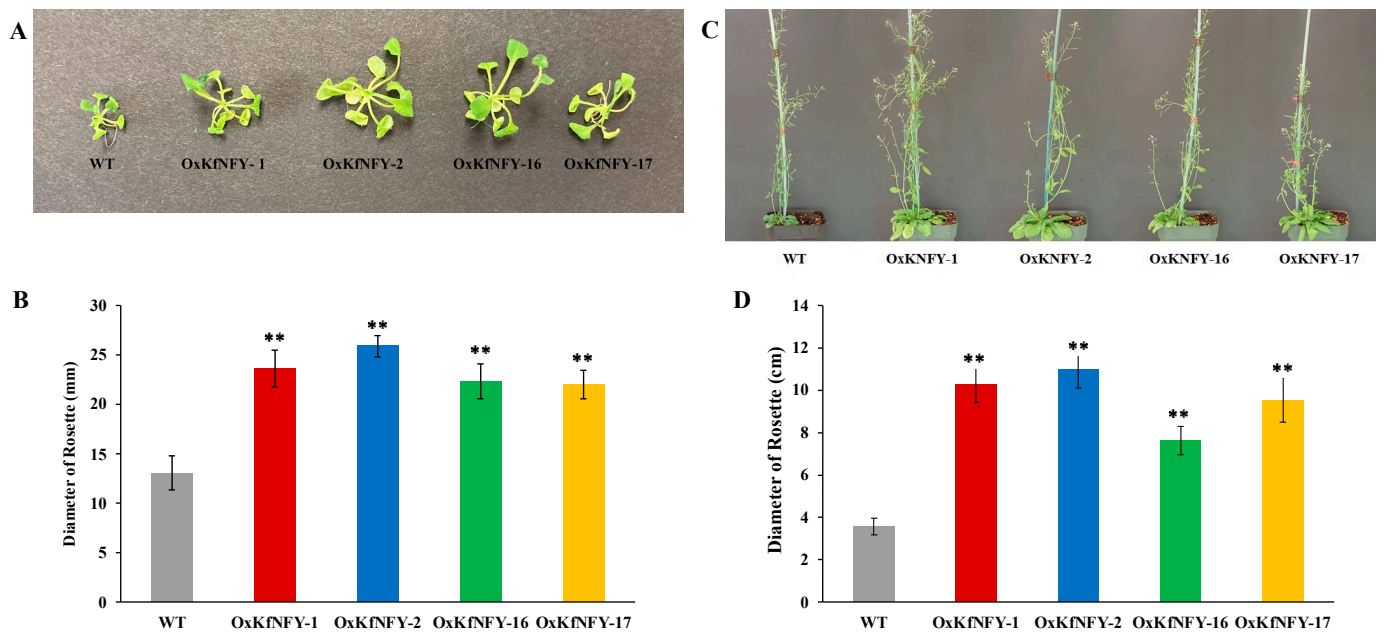 A
WT OxKfNFY- 1 OxKfNFY-2 OxKfNFY-16 OxKfNFY-17
C
WT OxKNFY-1 OxKNFY-2 OxKNFY-16 OxKNFY-17
B
Diameter of Rosette (mm)
30
25
20
15
10
5
0
** ** ** **
WT OxKfNFY-1 OxKfNFY-2 OxKfNFY-16 OxKfNFY-17
D
Diameter of Rosette (cm)
14
12
10
8
6
4
2
0
** ** ** **
WT OxKfNFY-1 OxKfNFY-2 OxKfNFY-16 OxKfNFY-17